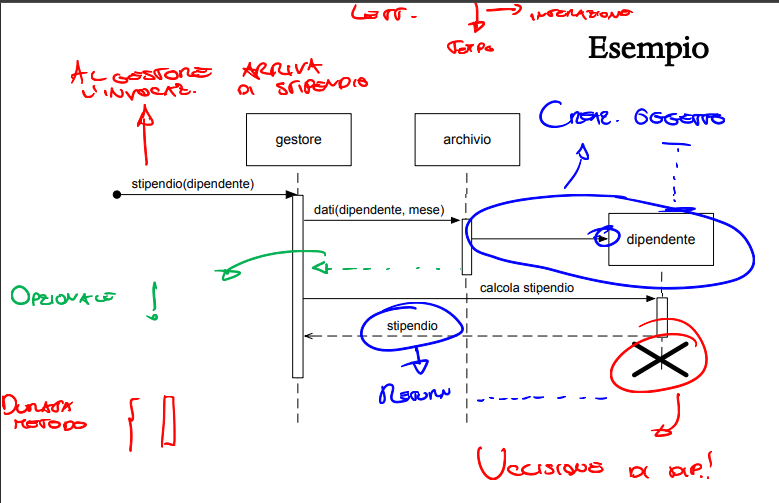 LETT.
INTERAZIONE
TEMPO
Esempio
AL GESTORE ARRIVA
L'INVOCAZ. DI STIPENDIO
CREAZ. OGGETTO
gestore
archivio
stipendio(dipendente)
dati(dipendente, mese)
dipendente
OPZIONALE
calcola stipendio
stipendio
RETURN
DURATA
METODO
UCCISIONE DI DIP.!